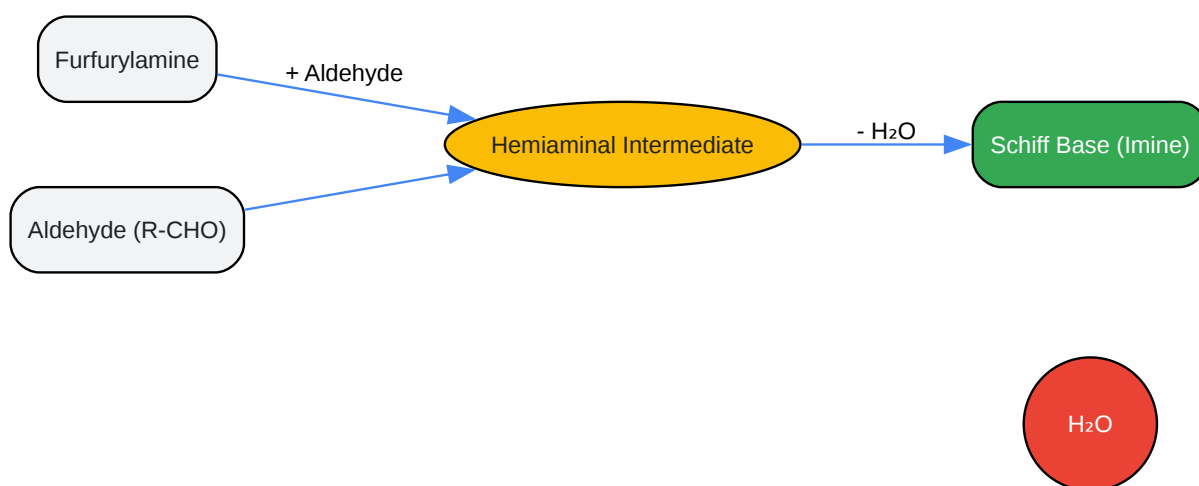 Furfurylamine
+ Aldehyde
Hemiaminal Intermediate
- H₂O
Schiff Base (Imine)
Aldehyde (R-CHO)
H₂O